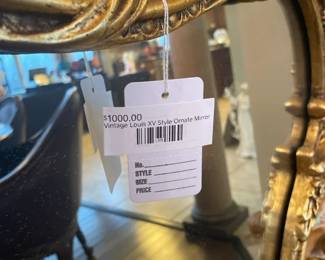 $1000.00
Vintage Louis XV Style Ornate Mirror
No.
STYLE
SIZE
PRICE